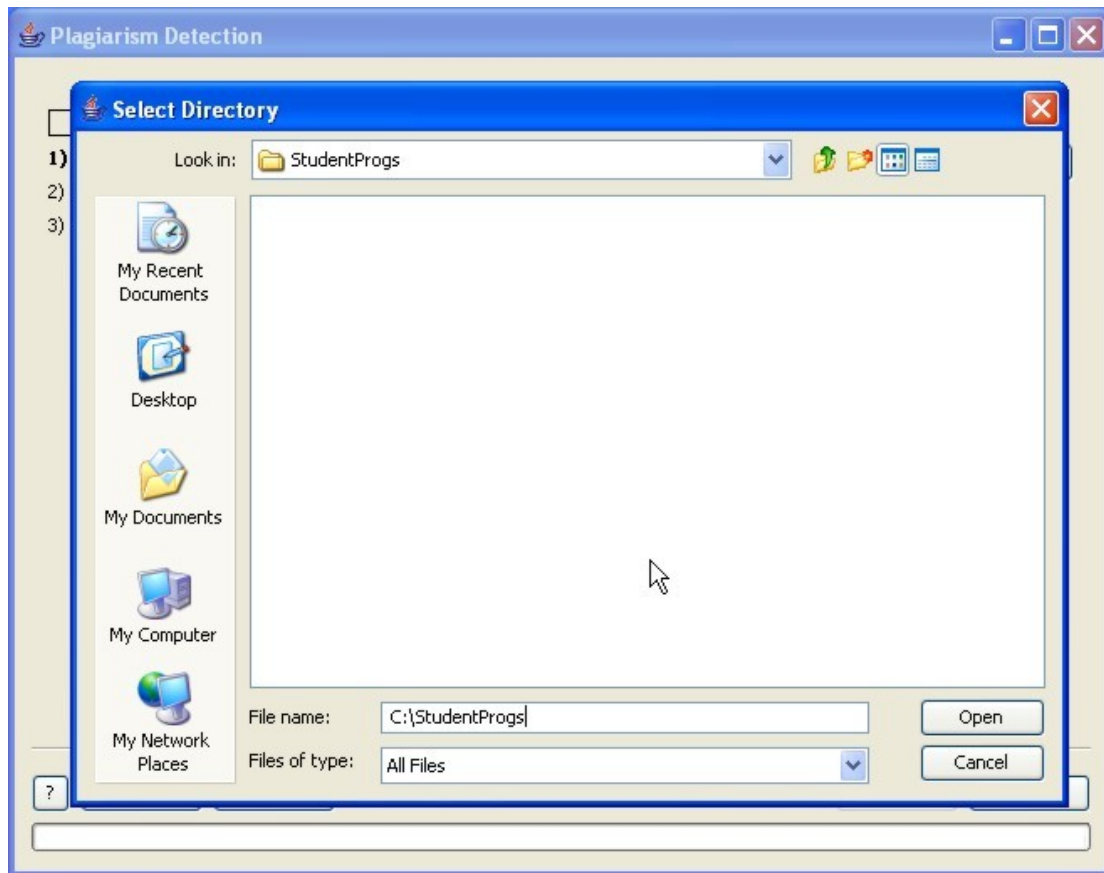 Plagiarism Detection
Select Directory
1)
Look in:
StudentProgs
2)
3)
My Recent
Documents
Desktop
My Documents
My Computer
My Network
Places
File name:
C:\StudentProgs
Open
Files of type:
All Files
Cancel
?